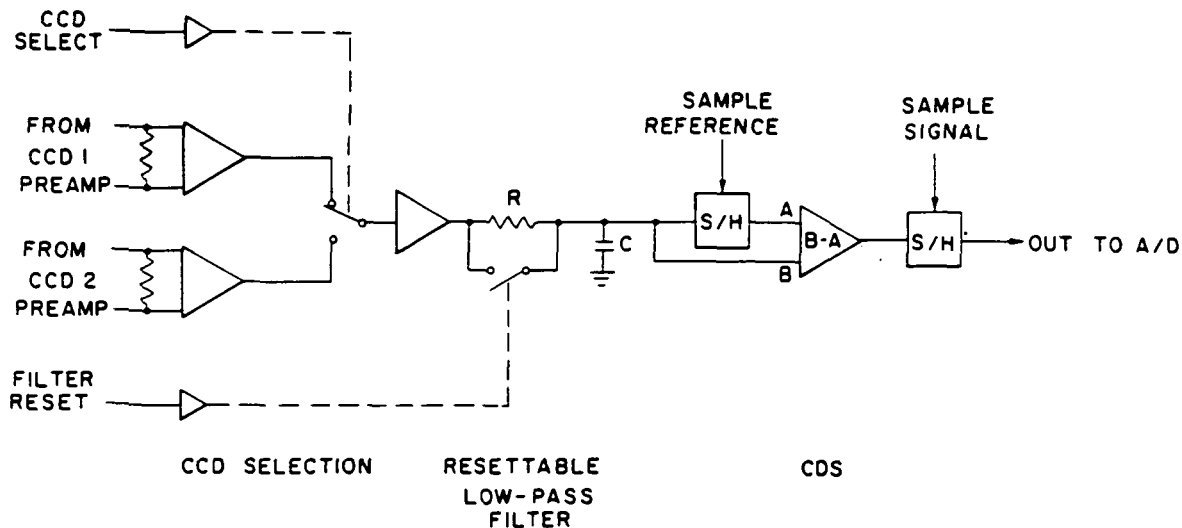 CCD
SELECT
FROM
CCD 1
PREAMP
FROM
CCD 2
PREAMP
FILTER
RESET
R
C
SAMPLE
REFERENCE
S/H
A
B-A
B
SAMPLE
SIGNAL
S/H
OUT TO A/D
CCD SELECTION
RESETTABLE
LOW-PASS
FILTER
CDS